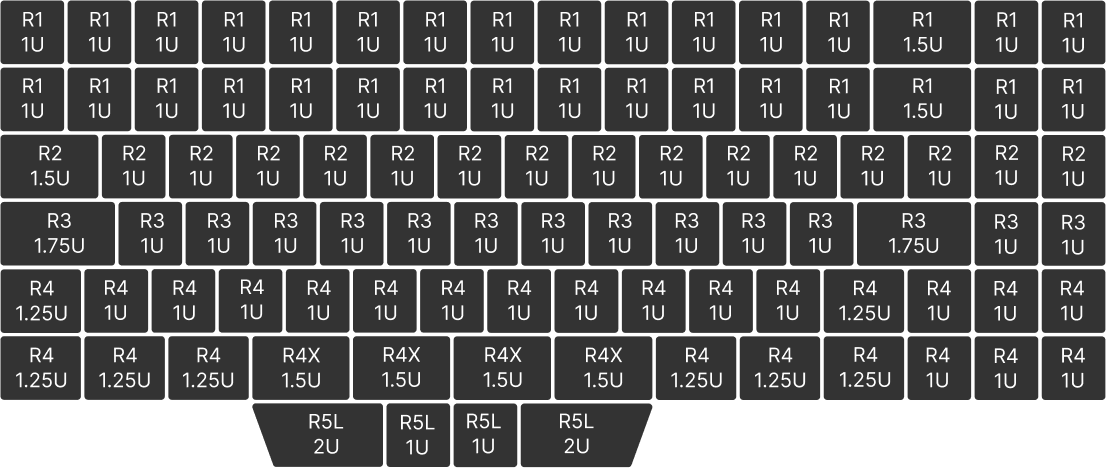 R1 R1 R1 R1 R1 R1 R1 R1 R1 R1 R1 R1 R1 R1 R1 R1
1U 1U 1U 1U 1U 1U 1U 1U 1U 1U 1U 1U 1U 1.5U 1U 1U
R1 R1 R1 R1 R1 R1 R1 R1 R1 R1 R1 R1 R1 R1 R1 R1
1U 1U 1U 1U 1U 1U 1U 1U 1U 1U 1U 1U 1U 1.5U 1U 1U
R2 R2 R2 R2 R2 R2 R2 R2 R2 R2 R2 R2 R2 R2 R2 R2
1.5U 1U 1U 1U 1U 1U 1U 1U 1U 1U 1U 1U 1U 1U 1U 1U
R3 R3 R3 R3 R3 R3 R3 R3 R3 R3 R3 R3 R3 R3 R3
1.75U 1U 1U 1U 1U 1U 1U 1U 1U 1U 1U 1U 1.75U 1U 1U
R4 R4 R4 R4 R4 R4 R4 R4 R4 R4 R4 R4 R4 R4 R4 R4
1.25U 1U 1U 1U 1U 1U 1U 1U 1U 1U 1U 1U 1.25U 1U 1U 1U
R4 R4 R4 R4X R4X R4X R4X R4 R4 R4 R4 R4 R4
1.25U 1.25U 1.25U 1.5U 1.5U 1.5U 1.5U 1.25U 1.25U 1.25U 1U 1U 1U
R5L R5L R5L R5L
2U 1U 1U 2U